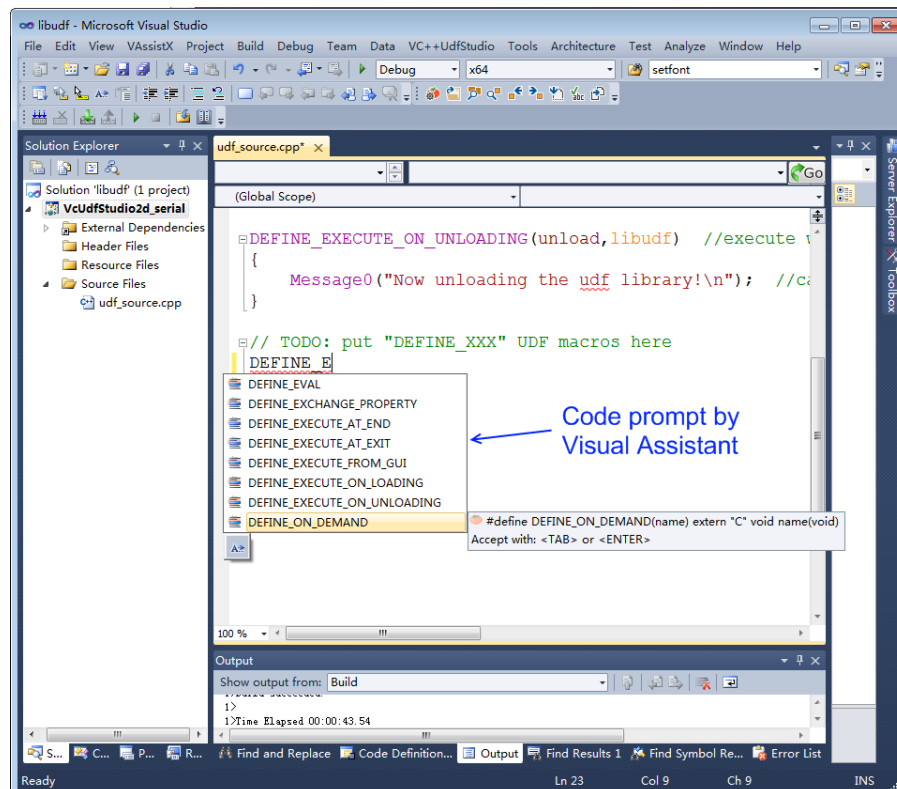 libudf - Microsoft Visual Studio
File Edit View VAssistX Project Build Debug Team Data VC++UdfStudio Tools Architecture Test Analyze Window Help
Debug x64 setfont
Solution Explorer
Solution 'libudf' (1 project)
VcUdfStudio2d_serial
External Dependencies
Header Files
Resource Files
Source Files
udf_source.cpp
udf_source.cpp*
Go
(Global Scope)
DEFINE_EXECUTE_ON_UNLOADING(unload,libudf) //execute
{
Message0("Now unloading the udf library!\n"); //
}
// TODO: put "DEFINE_XXX" UDF macros here
DEFINE_E
DEFINE_EVAL
DEFINE_EXCHANGE_PROPERTY
DEFINE_EXECUTE_AT_END
DEFINE_EXECUTE_AT_EXIT
DEFINE_EXECUTE_FROM_GUI
DEFINE_EXECUTE_ON_LOADING
DEFINE_EXECUTE_ON_UNLOADING
DEFINE_ON_DEMAND
#define DEFINE_ON_DEMAND(name) extern "C" void name(void)
Accept with: <TAB> or <ENTER>
Code prompt by
Visual Assistant
100 %
Server Explorer
Toolbox
Output
Show output from: Build
1>
1>Time Elapsed 00:00:43.54
S... C... P... R... Find and Replace Code Definition... Output Find Results 1 Find Symbol Re... Error List
Ready Ln 23 Col 9 Ch 9 INS